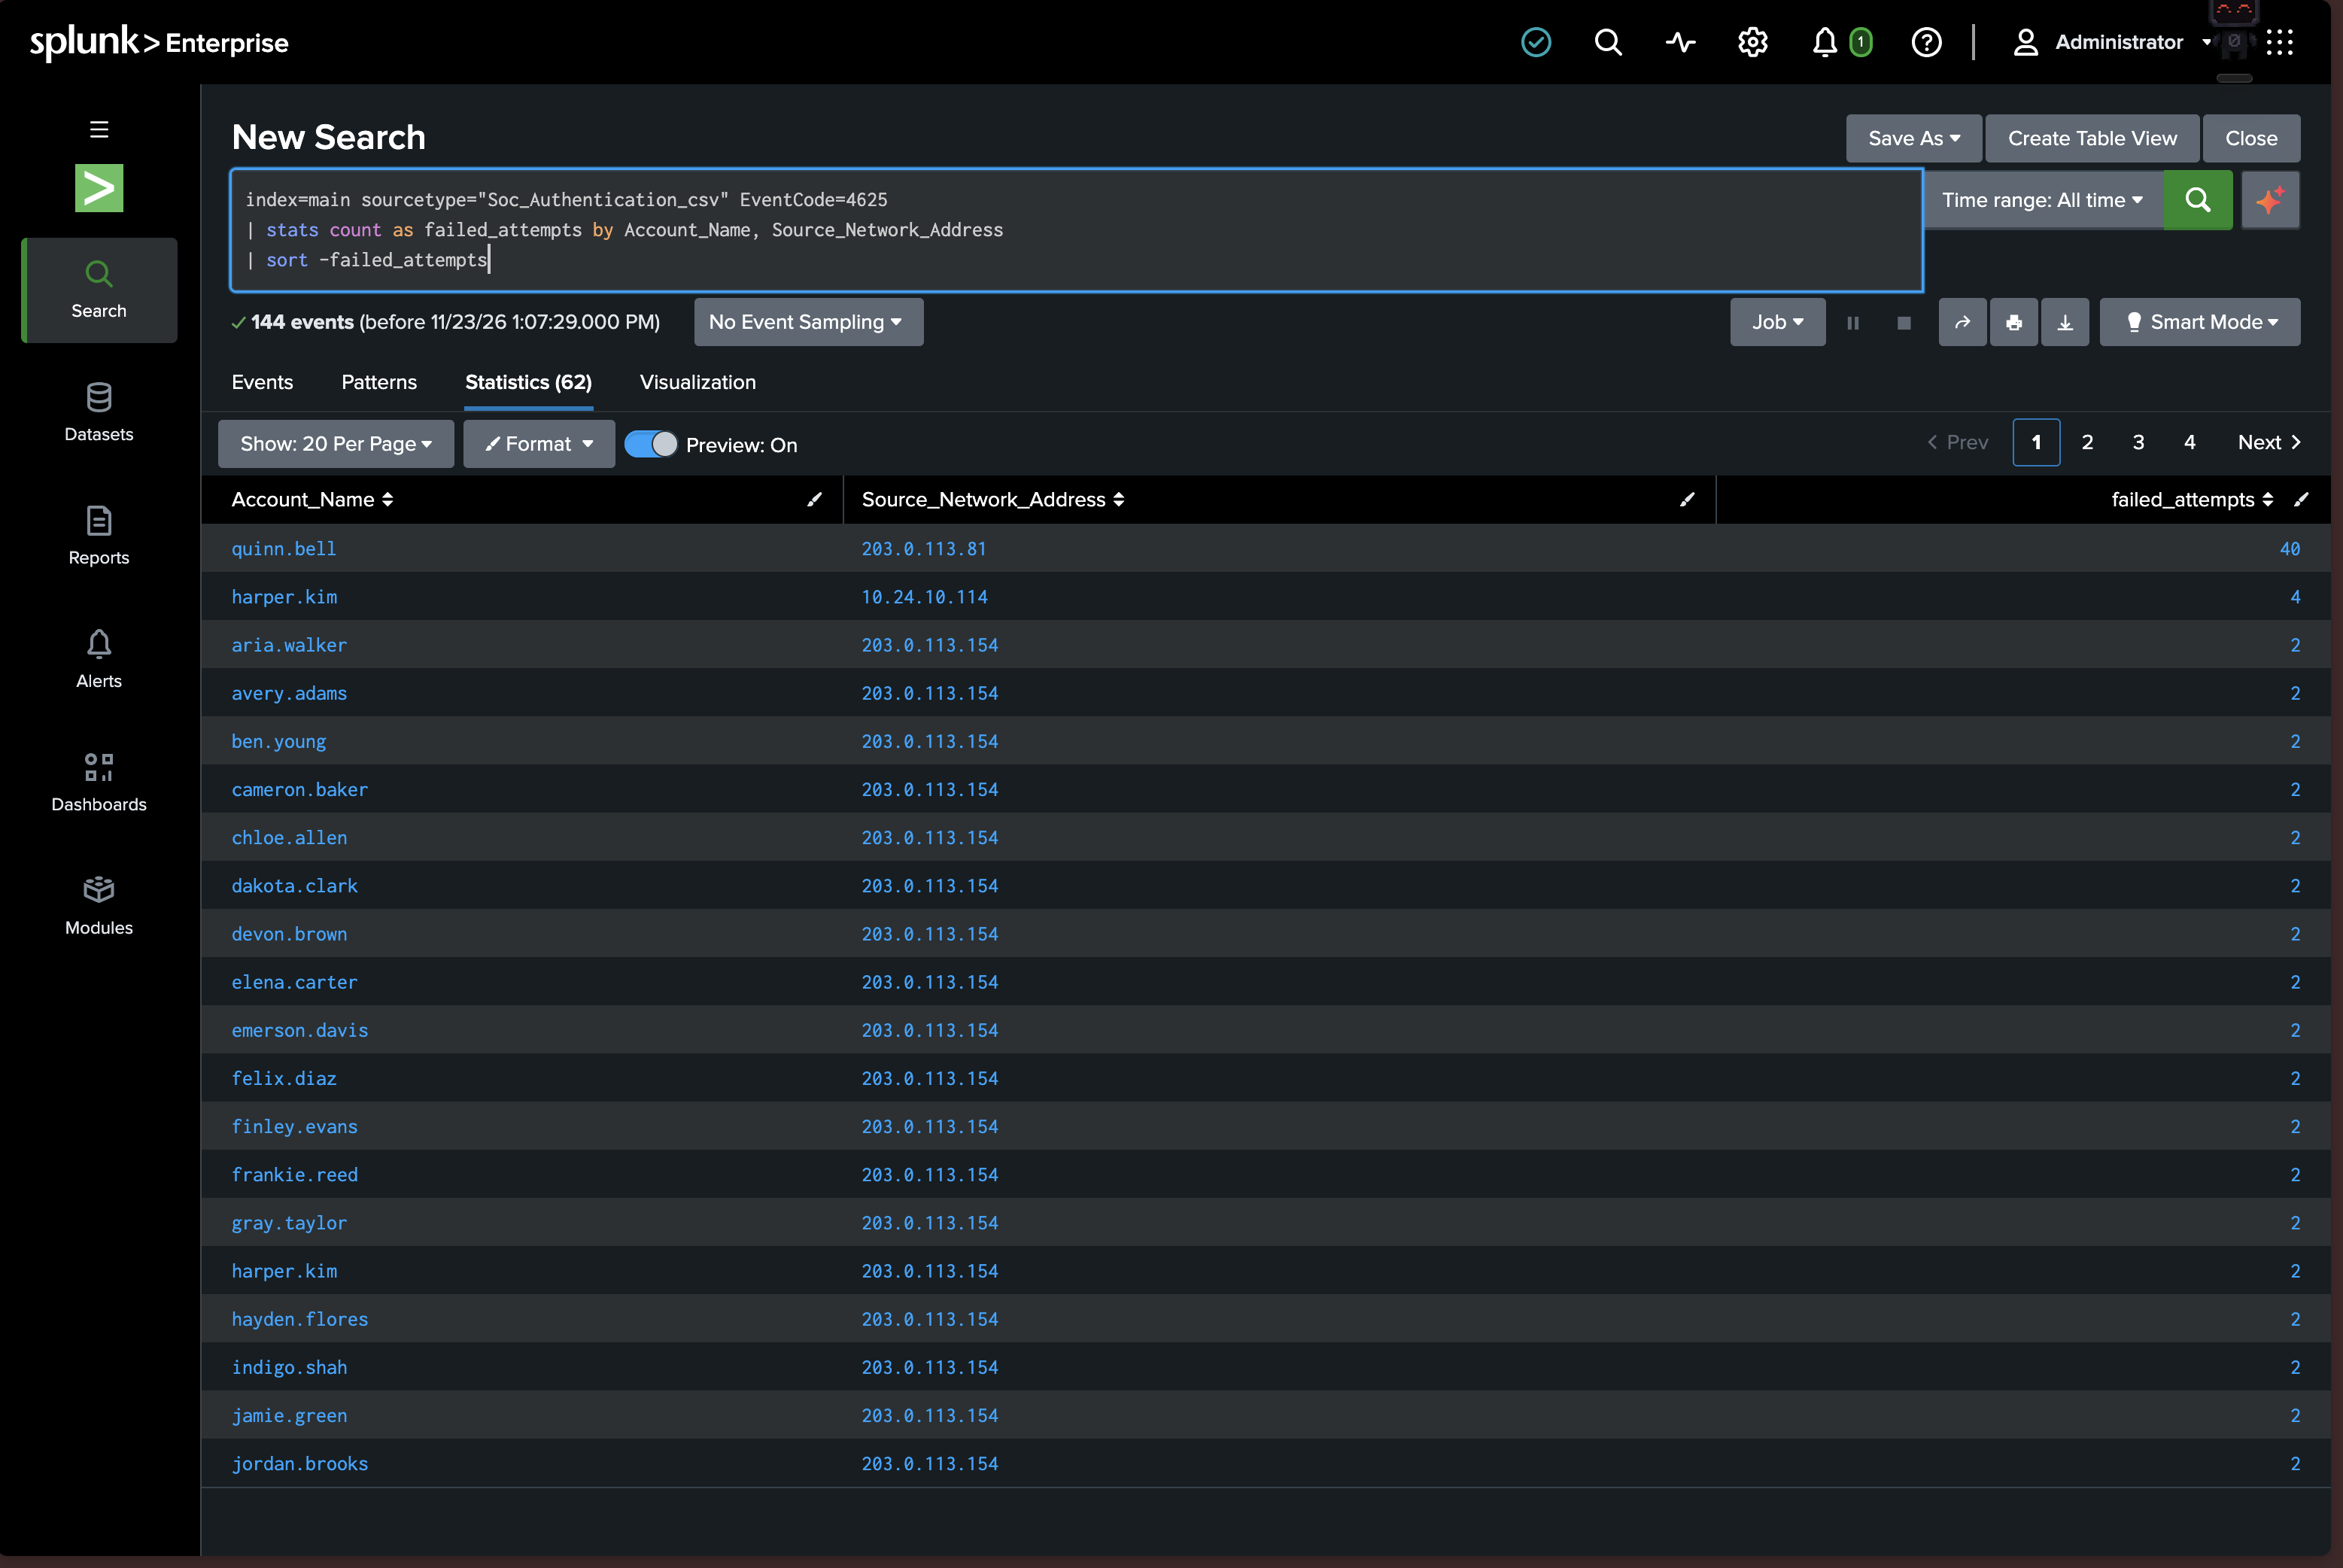 splunk> Enterprise
1
Administrator
New Search
Save As
Create Table View
Close
index=main sourcetype="Soc_Authentication_csv" EventCode=4625
| stats count as failed_attempts by Account_Name, Source_Network_Address
| sort -failed_attempts
Time range: All time
144 events (before 11/23/26 1:07:29.000 PM)
No Event Sampling
Job
Smart Mode
Search
Datasets
Reports
Alerts
Dashboards
Modules
Events
Patterns
Statistics (62)
Visualization
Show: 20 Per Page
Format
Preview: On
Prev
1
2
3
4
Next
Account_Name Source_Network_Address failed_attempts
quinn.bell 203.0.113.81 40
harper.kim 10.24.10.114 4
aria.walker 203.0.113.154 2
avery.adams 203.0.113.154 2
ben.young 203.0.113.154 2
cameron.baker 203.0.113.154 2
chloe.allen 203.0.113.154 2
dakota.clark 203.0.113.154 2
devon.brown 203.0.113.154 2
elena.carter 203.0.113.154 2
emerson.davis 203.0.113.154 2
felix.diaz 203.0.113.154 2
finley.evans 203.0.113.154 2
frankie.reed 203.0.113.154 2
gray.taylor 203.0.113.154 2
harper.kim 203.0.113.154 2
hayden.flores 203.0.113.154 2
indigo.shah 203.0.113.154 2
jamie.green 203.0.113.154 2
jordan.brooks 203.0.113.154 2